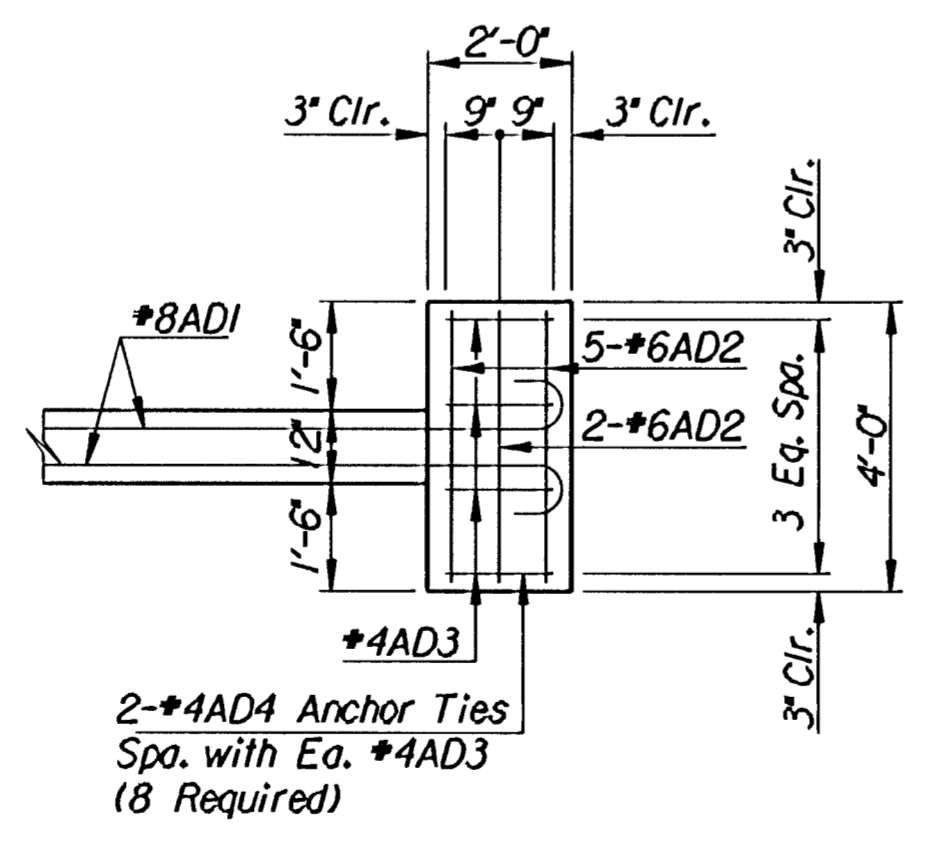 2'-0"
3" Clr.
9" 9"
3" Clr.
3" Clr.
#8AD1
1'-6"
5-#6AD2
12"
2-#6AD2
3 Eq. Spa.
4'-0"
1'-6"
#4AD3
3" Clr.
2-#4AD4 Anchor Ties
Spa. with Ea. #4AD3
(8 Required)